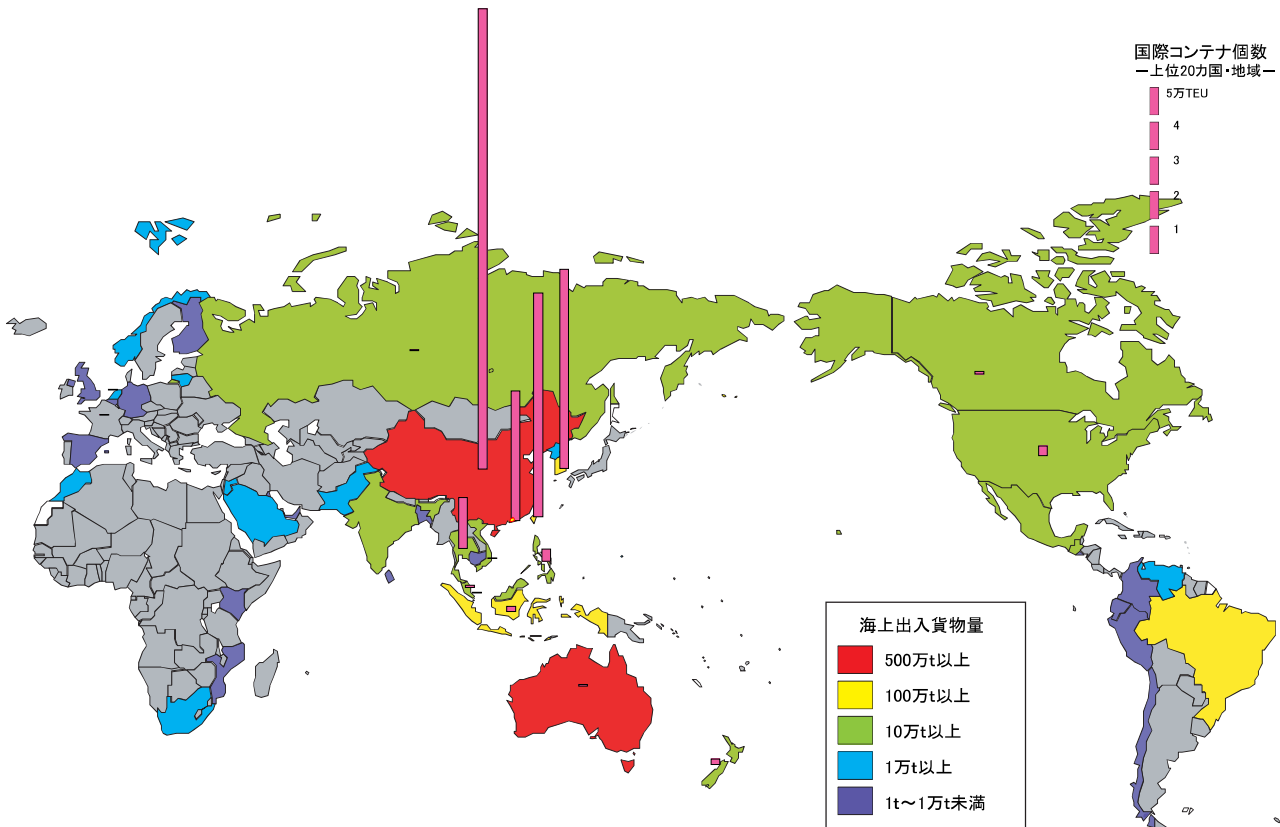 国際コンテナ個数
ー上位20カ国・地域ー
5万TEU
4
3
2
1
海上出入貨物量
500万t以上
100万t以上
10万t以上
1万t以上
1t～1万t未満